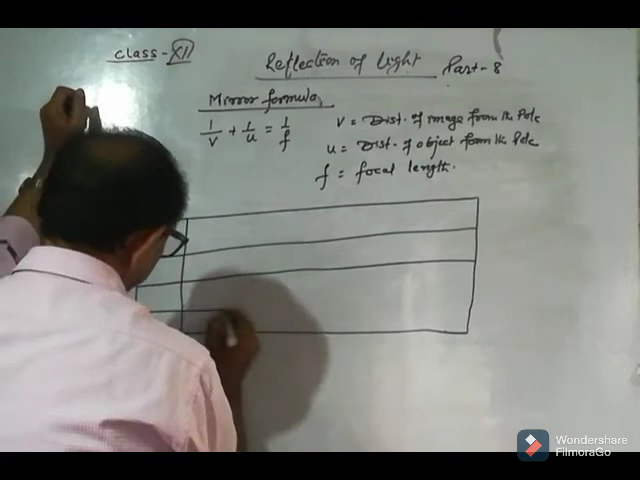 Class - XI
Reflection of Light Part - 8
Mirror formula
1/v + 1/u = 1/f
v = Dist. of image from the Pole
u = Dist. of object from the Pole
f = focal length.
Wondershare
FilmoraGo